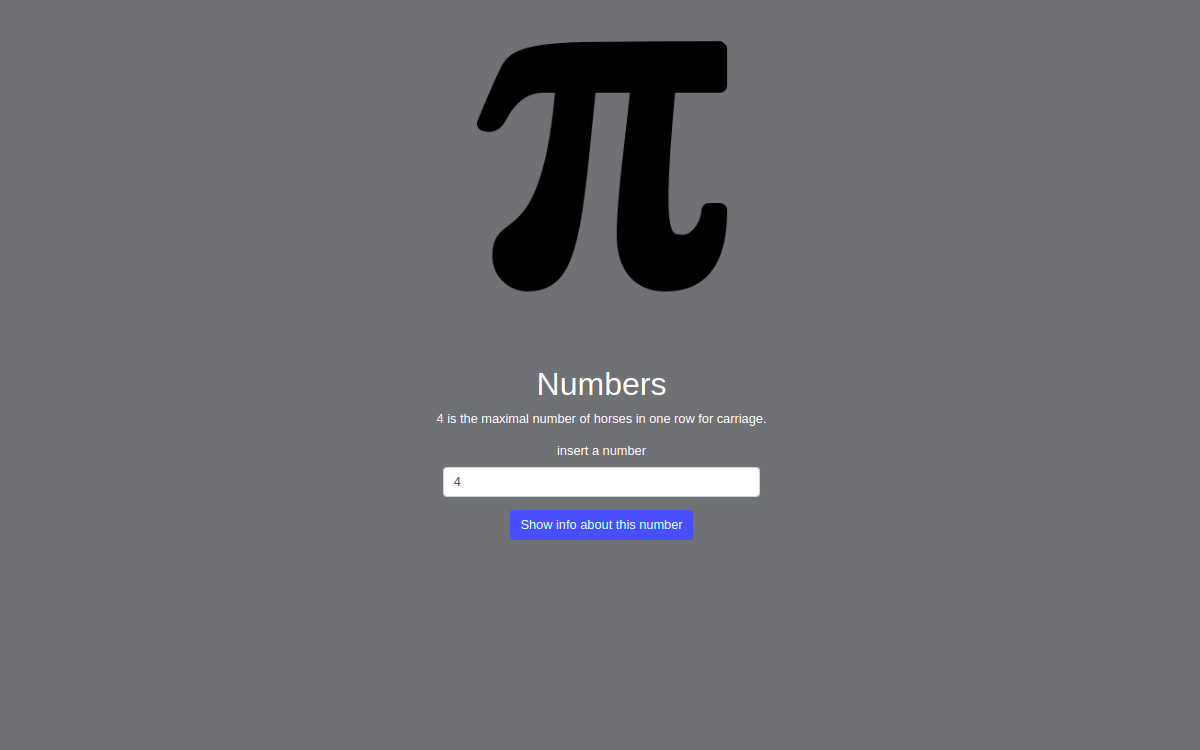 π
Numbers
4 is the maximal number of horses in one row for carriage.
insert a number
4
Show info about this number